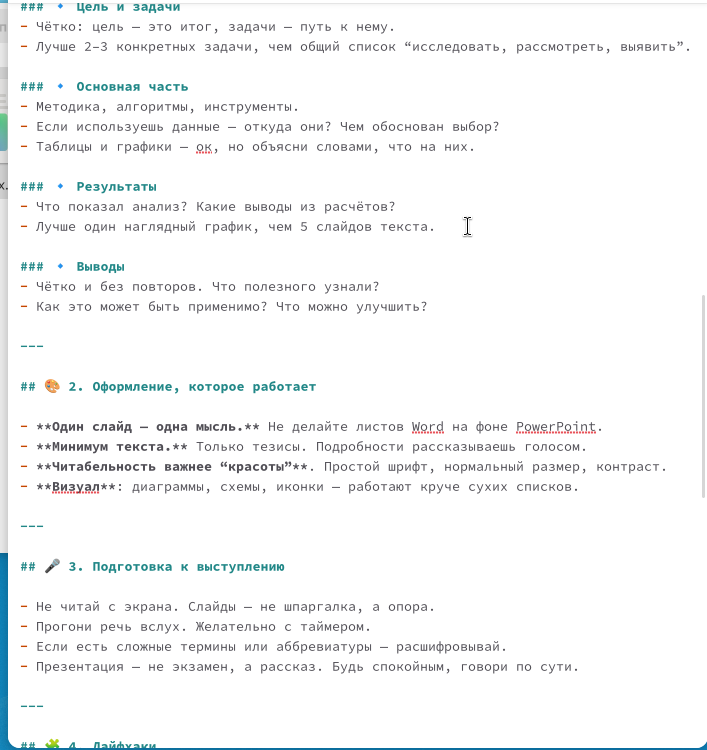 ### 🔹 Цель и задачи
- Чётко: цель — это итог, задачи — путь к нему.
- Лучше 2–3 конкретных задачи, чем общий список “исследовать, рассмотреть, выявить”.
### 🔹 Основная часть
- Методика, алгоритмы, инструменты.
- Если используешь данные — откуда они? Чем обоснован выбор?
- Таблицы и графики — ок, но объясни словами, что на них.
### 🔹 Результаты
- Что показал анализ? Какие выводы из расчётов?
- Лучше один наглядный график, чем 5 слайдов текста.
### 🔹 Выводы
- Чётко и без повторов. Что полезного узнали?
- Как это может быть применимо? Что можно улучшить?
---
## 🎨 2. Оформление, которое работает
- **Один слайд — одна мысль.** Не делайте листов Word на фоне PowerPoint.
- **Минимум текста.** Только тезисы. Подробности рассказываешь голосом.
- **Читабельность важнее “красоты”**. Простой шрифт, нормальный размер, контраст.
- **Визуал**: диаграммы, схемы, иконки — работают круче сухих списков.
---
## 🎤 3. Подготовка к выступлению
- Не читай с экрана. Слайды — не шпаргалка, а опора.
- Прогони речь вслух. Желательно с таймером.
- Если есть сложные термины или аббревиатуры — расшифровывай.
- Презентация — не экзамен, а рассказ. Будь спокойным, говори по сути.
---
## 🧩 4. Лайфхаки